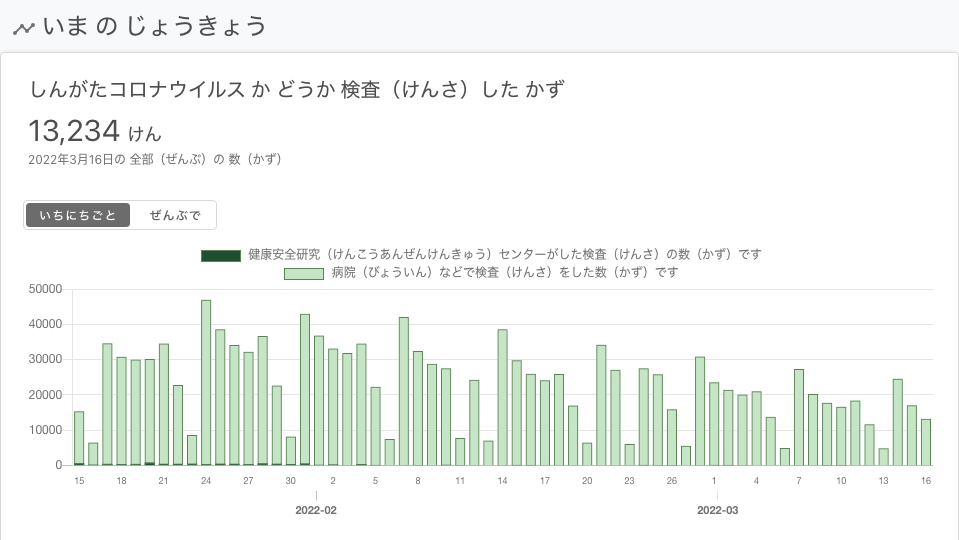 いま の じょうきょう
しんがたコロナウイルス か どうか 検査（けんさ）した かず
13,234 けん
2022年3月16日の 全部（ぜんぶ）の 数（かず）
いちにちごと ぜんぶで
健康安全研究（けんこうあんぜんけんきゅう）センターがした検査（けんさ）の数（かず）です
病院（びょういん）などで検査（けんさ）をした数（かず）です
50000
40000
30000
20000
10000
0
15 18 21 24 27 30 2 5 8 11 14 17 20 23 26 1 4 7 10 13 16
2022-02 2022-03